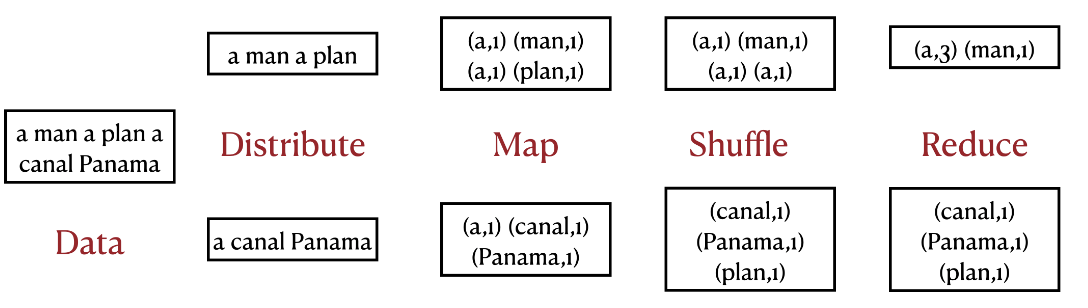 a man a plan
(a,1) (man,1)
(a,1) (plan,1)
(a,1) (man,1)
(a,1) (a,1)
(a,3) (man,1)
a man a plan a
canal Panama
Distribute
Map
Shuffle
Reduce
Data
a canal Panama
(a,1) (canal,1)
(Panama,1)
(canal,1)
(Panama,1)
(plan,1)
(canal,1)
(Panama,1)
(plan,1)